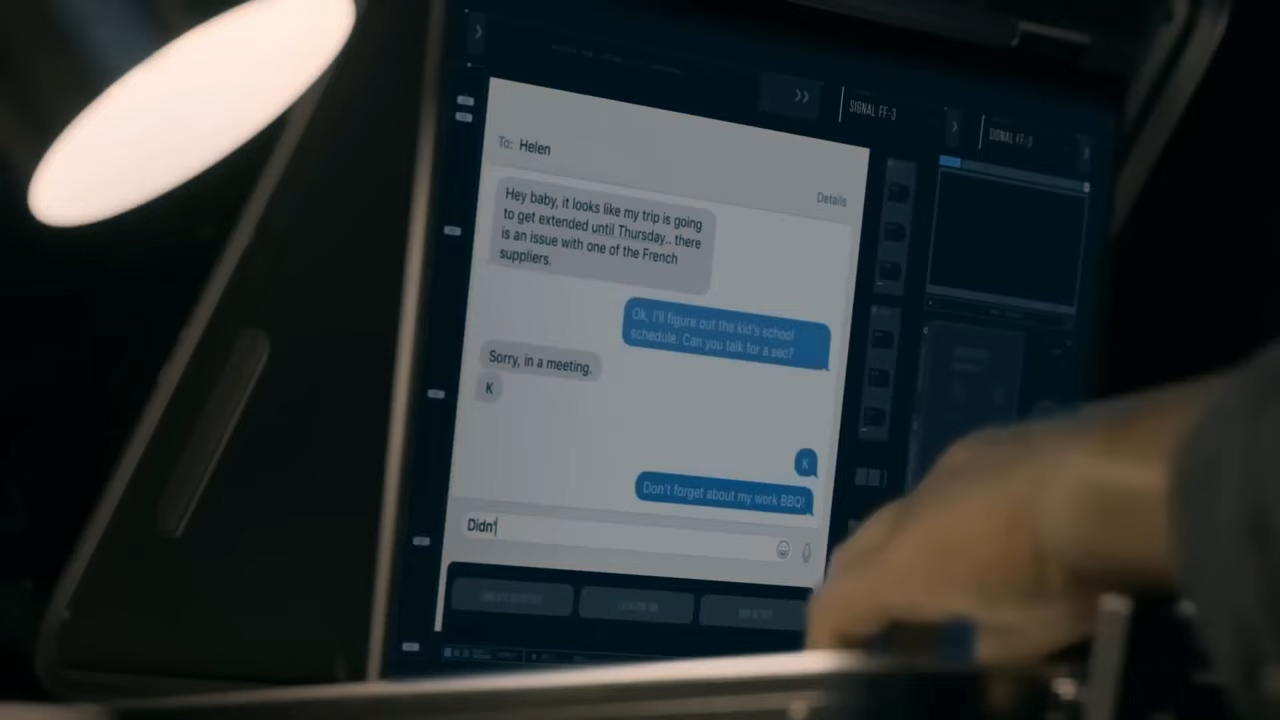 SIGNAL FF-3
SIGNAL FF-3
To: Helen
Details
Hey baby, it looks like my trip is going
to get extended until Thursday.. there
is an issue with one of the French
suppliers.
Ok, I'll figure out the kid's school
schedule. Can you talk for a sec?
Sorry, in a meeting.
K
K
Don't forget about my work BBQ!
Didn'